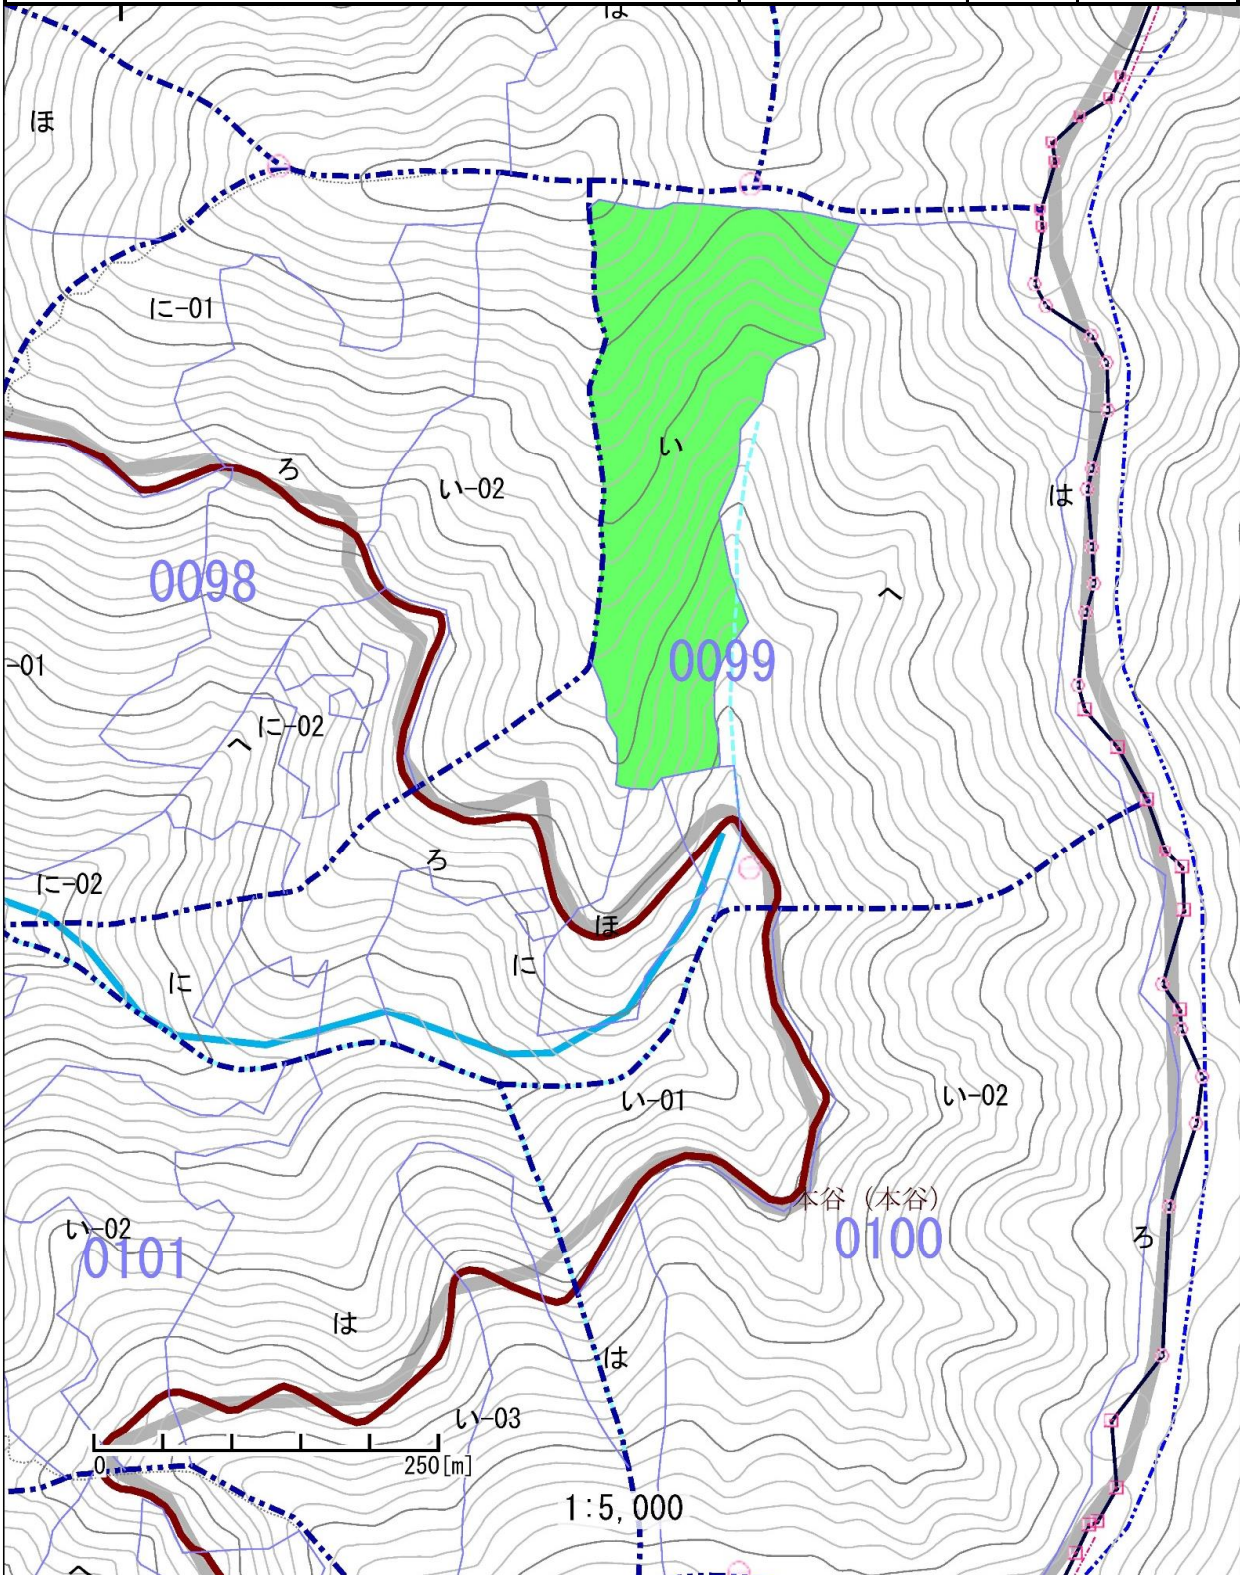 ほ
に-01
い
ろ
い-02
は
0098
へ
0099
-01
に-02
へ
ろ
に-02
ほ
に
に
い-01
い-02
本谷（本谷）
い-02
0100
ろ
0101
は
は
い-03
0 250[m]
1:5,000